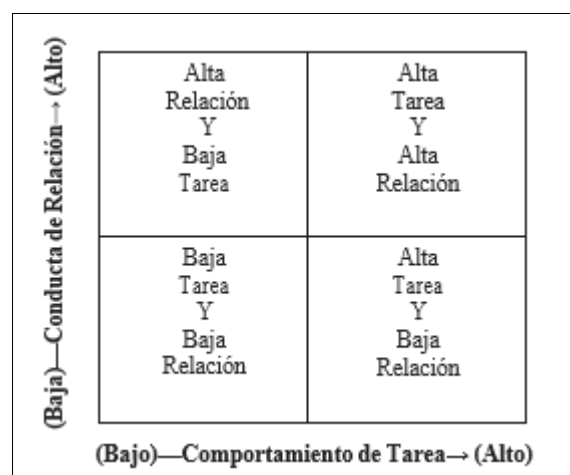 (Baja)—Conducta de Relación→ (Alto)
Alta
Relación
Y
Baja
Tarea
Alta
Tarea
Y
Alta
Relación
Baja
Tarea
Y
Baja
Relación
Alta
Tarea
Y
Baja
Relación
(Bajo)—Comportamiento de Tarea→ (Alto)